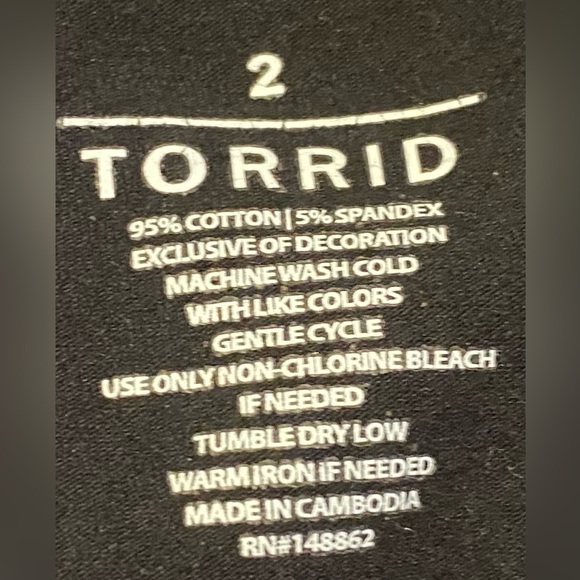 2
TORRID
95% COTTON | 5% SPANDEX
EXCLUSIVE OF DECORATION
MACHINE WASH COLD
WITH LIKE COLORS
GENTLE CYCLE
USE ONLY NON-CHLORINE BLEACH
IF NEEDED
TUMBLE DRY LOW
WARM IRON IF NEEDED
MADE IN CAMBODIA
RN#148862